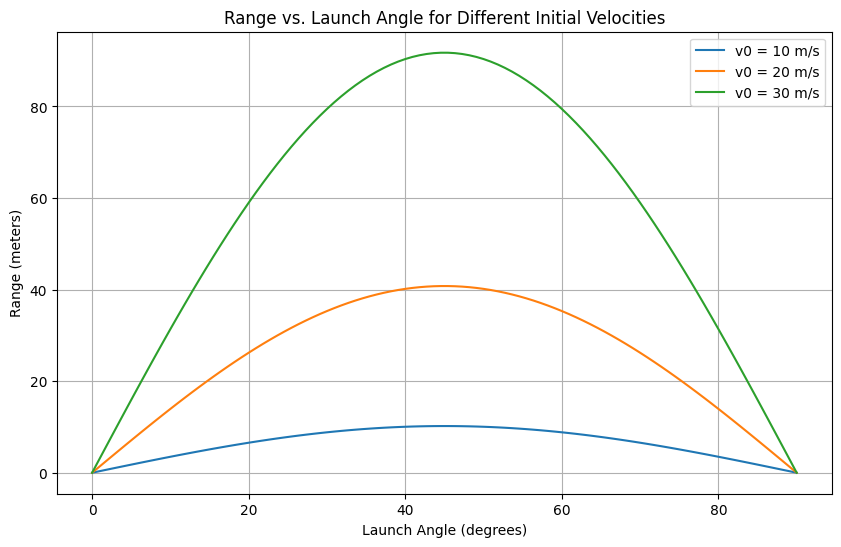 Range vs. Launch Angle for Different Initial Velocities
v0 = 10 m/s
v0 = 20 m/s
v0 = 30 m/s
80
60
40
20
0
Range (meters)
0 20 40 60 80
Launch Angle (degrees)